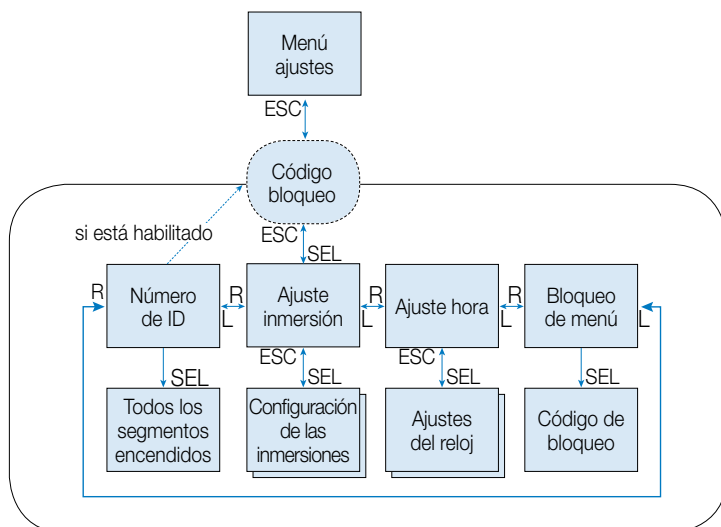 Menú
ajustes
ESC
Código
bloqueo
si está habilitado
ESC
SEL
R
Número
de ID
R
L
Ajuste
inmersión
R
L
Ajuste hora
R
L
Bloqueo
de menú
L
SEL
ESC
SEL
ESC
SEL
SEL
Todos los
segmentos
encendidos
Configuración
de las
inmersiones
Ajustes
del reloj
Código de
bloqueo